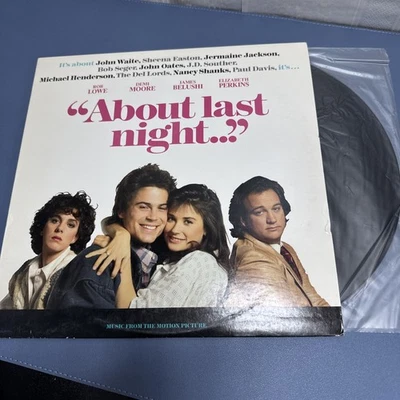 It's about John Waite, Sheena Easton, Jermaine Jackson,
Bob Seger, John Oates, J.D. Souther,
Michael Henderson, The Del Lords, Nancy Shanks, Paul Davis, it's...
ROB LOWE DEMI MOORE JAMES BELUSHI ELIZABETH PERKINS
“About last
night...”
MUSIC FROM THE MOTION PICTURE